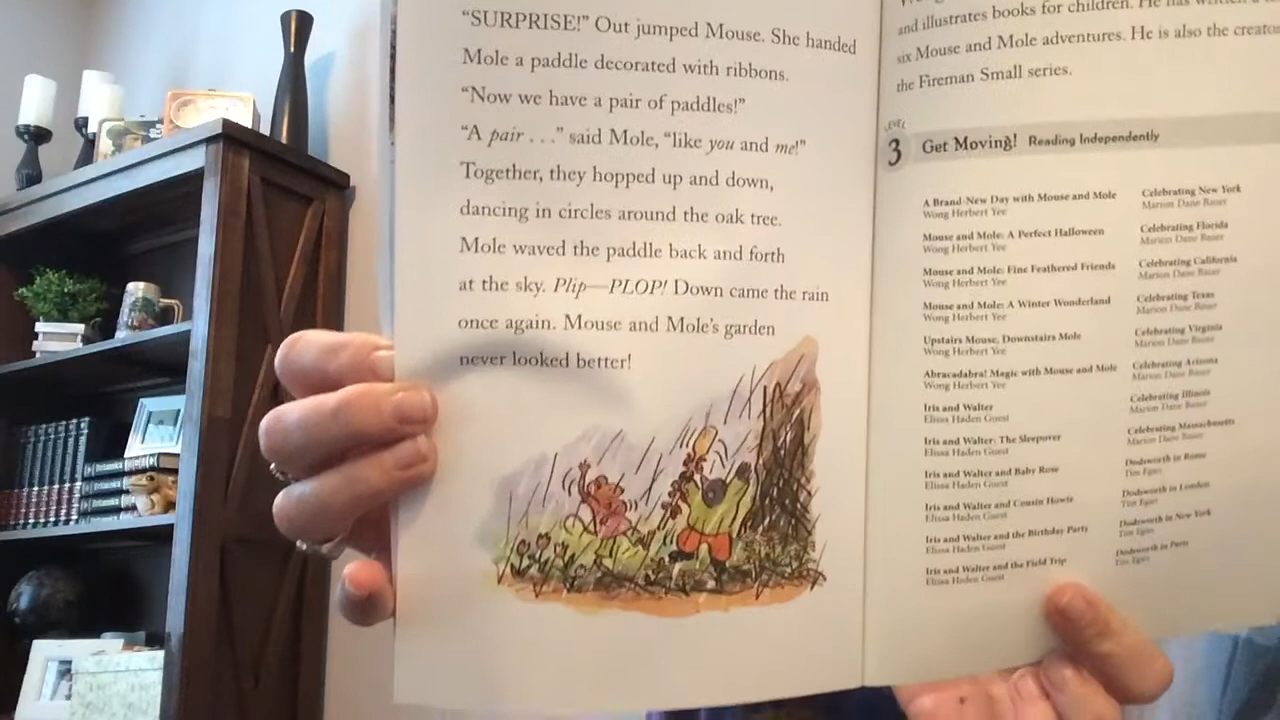 “SURPRISE!” Out jumped Mouse. She handed
Mole a paddle decorated with ribbons.
“Now we have a pair of paddles!”
“A pair . . .” said Mole, “like you and me!”
Together, they hopped up and down,
dancing in circles around the oak tree.
Mole waved the paddle back and forth
at the sky. Plip—PLOP! Down came the rain
once again. Mouse and Mole’s garden
never looked better!
and illustrates books for children. He has
six Mouse and Mole adventures. He is also the creator
the Fireman Small series.
LEVEL
3 Get Moving! Reading Independently
A Brand-New Day with Mouse and Mole
Wong Herbert Yee
Mouse and Mole: A Perfect Halloween
Wong Herbert Yee
Mouse and Mole: Fine Feathered Friends
Wong Herbert Yee
Mouse and Mole: A Winter Wonderland
Wong Herbert Yee
Upstairs Mouse, Downstairs Mole
Wong Herbert Yee
Abracadabra! Magic with Mouse and Mole
Wong Herbert Yee
Iris and Walter
Elissa Haden Guest
Iris and Walter: The Sleepover
Elissa Haden Guest
Iris and Walter and Baby Rose
Elissa Haden Guest
Iris and Walter and Cousin Howie
Elissa Haden Guest
Iris and Walter and the Birthday Party
Elissa Haden Guest
Iris and Walter and the Field Trip
Elissa Haden Guest
Celebrating New York
Marion Dane Bauer
Celebrating Florida
Marion Dane Bauer
Celebrating California
Marion Dane Bauer
Celebrating Texas
Marion Dane Bauer
Celebrating Virginia
Marion Dane Bauer
Celebrating Arizona
Marion Dane Bauer
Celebrating Illinois
Marion Dane Bauer
Celebrating Massachusetts
Marion Dane Bauer
Dodsworth in Rome
Tim Egan
Dodsworth in London
Tim Egan
Dodsworth in New York
Tim Egan
Dodsworth in Paris
Tim Egan
Britannica